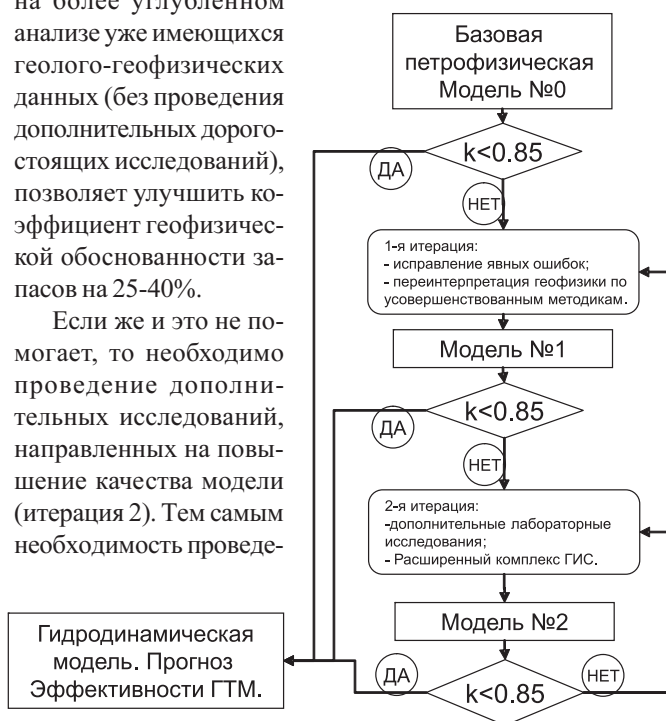 на более углубленном
анализе уже имеющихся
геолого-геофизических
данных (без проведения
дополнительных дорого-
стоящих исследований),
позволяет улучшить ко-
эффициент геофизичес-
кой обоснованности за-
пасов на 25-40%.
Если же и это не по-
могает, то необходимо
проведение дополни-
тельных исследований,
направленных на повы-
шение качества модели
(итерация 2). Тем самым
необходимость проведе-
Базовая
петрофизическая
Модель №0
k<0.85
ДА
НЕТ
1-я итерация:
- исправление явных ошибок;
- переинтерпретация геофизики по
усовершенствованным методикам.
Модель №1
k<0.85
ДА
НЕТ
2-я итерация:
-дополнительные лабораторные
исследования;
- Расширенный комплекс ГИС.
Модель №2
k<0.85
ДА
НЕТ
Гидродинамическая
модель. Прогноз
Эффективности ГТМ.